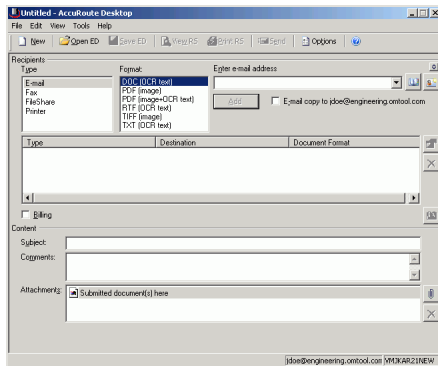 Untitled - AccuRoute Desktop
File Edit View Tools Help
New Open ED Save ED View RS Print RS Send Options
Recipients
Type Format Enter e-mail address
E-mail
Fax
FileShare
Printer
DOC (OCR text)
PDF (image)
PDF (image+OCR text)
RTF (OCR text)
TIFF (image)
TXT (OCR text)
Add E-mail copy to jdoe@engineering.omtool.com
Type Destination Document Format
Billing
Content
Subject:
Comments:
Attachments: Submitted document(s) here
jdoe@engineering.omtool.com VMJKAR21NEW